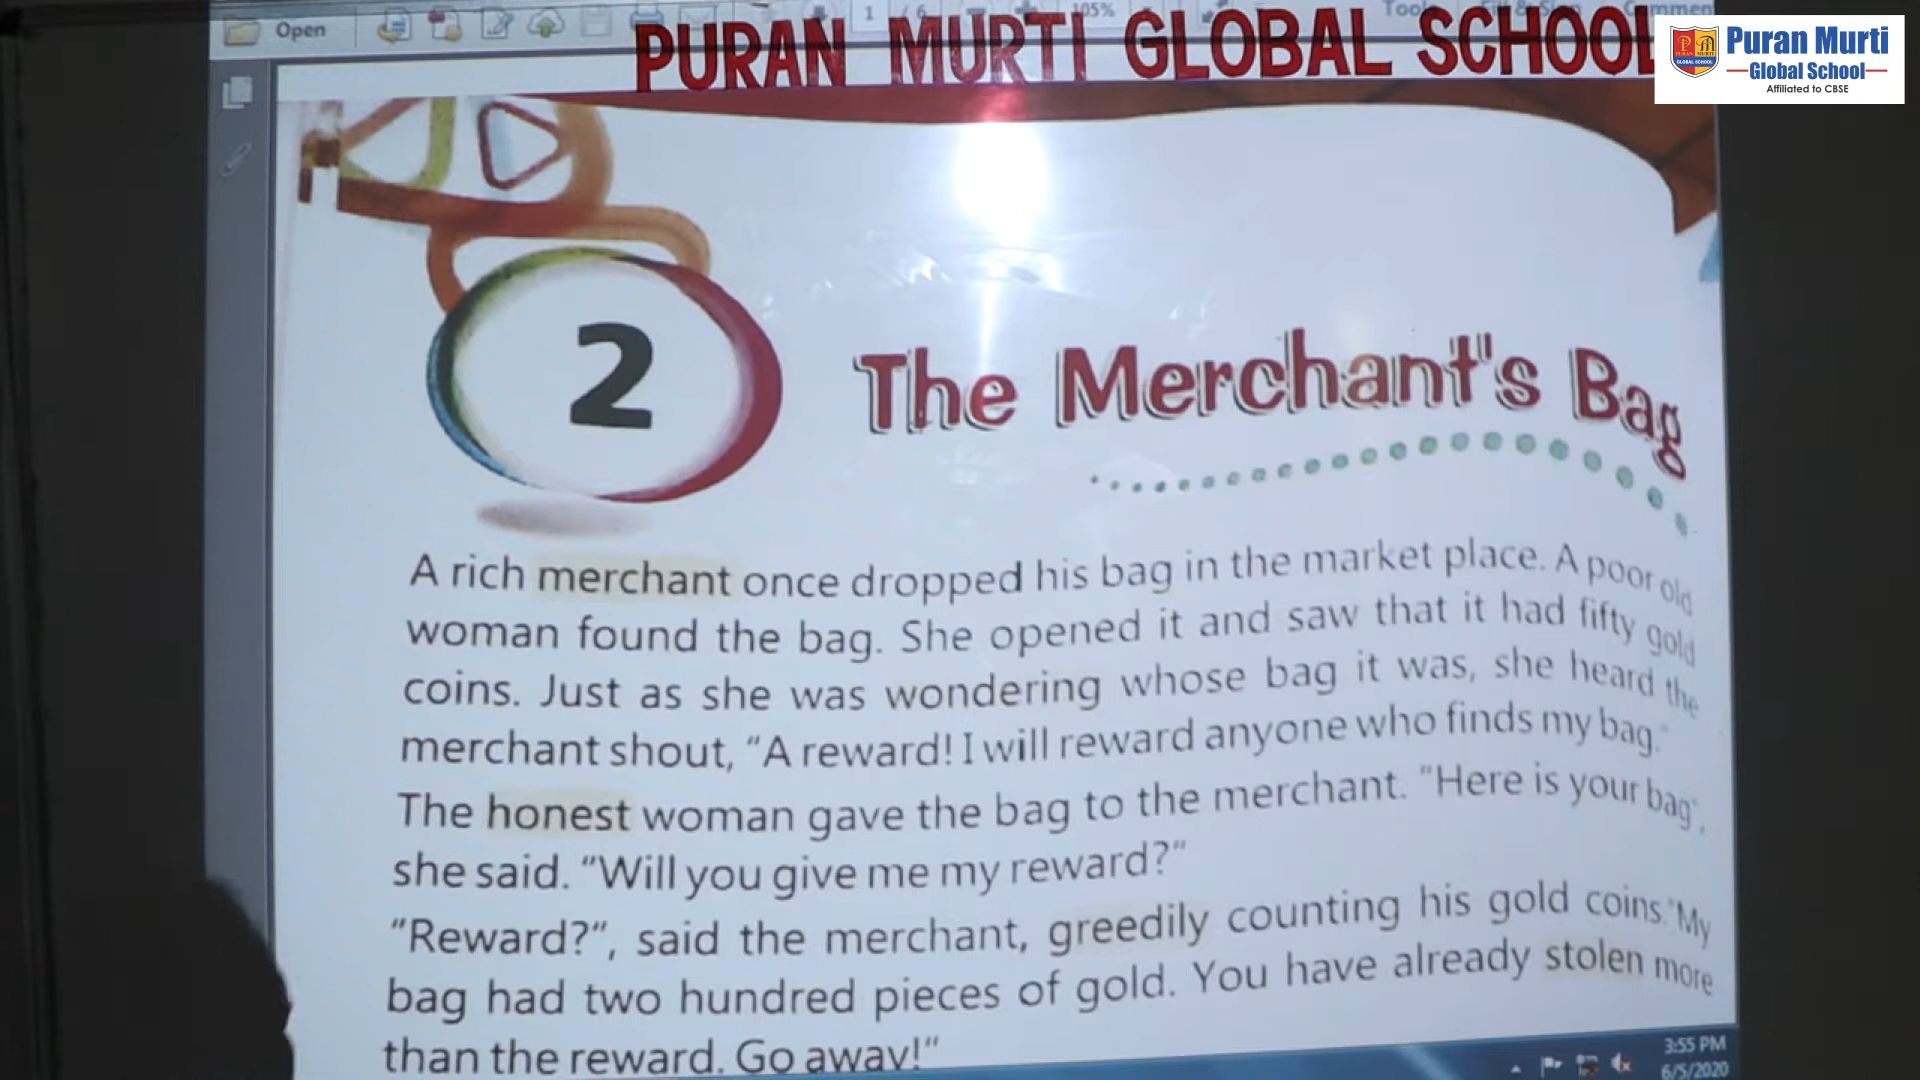 Open
1 / 6
105%
Comment
PURAN MURTI GLOBAL SCHOOL
Puran Murti
Global School
Affiliated to CBSE
2
The Merchant's Bag
A rich merchant once dropped his bag in the market place. A poor old
woman found the bag. She opened it and saw that it had fifty gold
coins. Just as she was wondering whose bag it was, she heard the
merchant shout, "A reward! I will reward anyone who finds my bag."
The honest woman gave the bag to the merchant. "Here is your bag",
she said. "Will you give me my reward?"
"Reward?", said the merchant, greedily counting his gold coins."My
bag had two hundred pieces of gold. You have already stolen more
than the reward. Go away!"
3:55 PM
6/5/2020